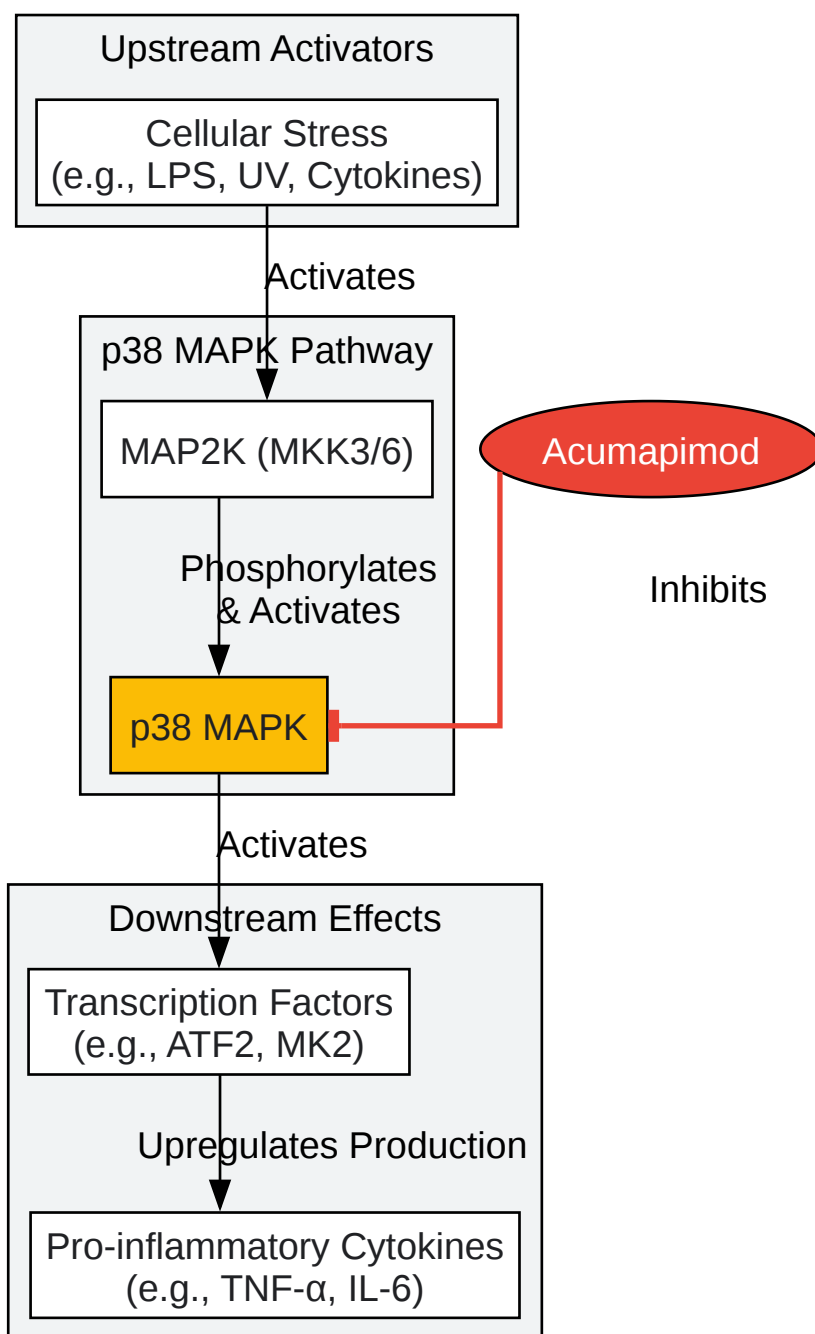 Upstream Activators
Cellular Stress
(e.g., LPS, UV, Cytokines)
Activates
p38 MAPK Pathway
MAP2K (MKK3/6)
Acumapimod
Phosphorylates
& Activates
Inhibits
p38 MAPK
Activates
Downstream Effects
Transcription Factors
(e.g., ATF2, MK2)
Upregulates Production
Pro-inflammatory Cytokines
(e.g., TNF-α, IL-6)